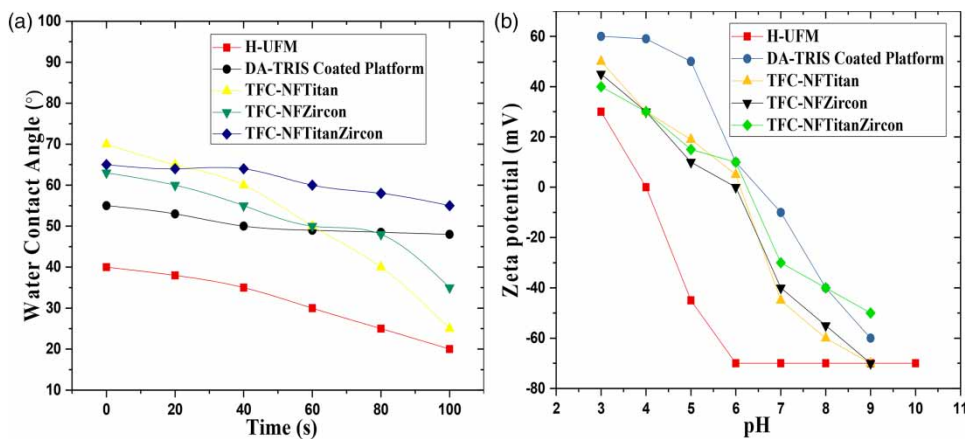 (a)
100
90
80
70
60
50
40
30
20
10
Water Contact Angle (°)
H-UFM
DA-TRIS Coated Platform
TFC-NFTitan
TFC-NFZircon
TFC-NFTitanZircon
0 20 40 60 80 100
Time (s)
(b)
60
40
20
0
-20
-40
-60
-80
Zeta potential (mV)
H-UFM
DA-TRIS Coated Platform
TFC-NFTitan
TFC-NFZircon
TFC-NFTitanZircon
2 3 4 5 6 7 8 9 10 11
pH